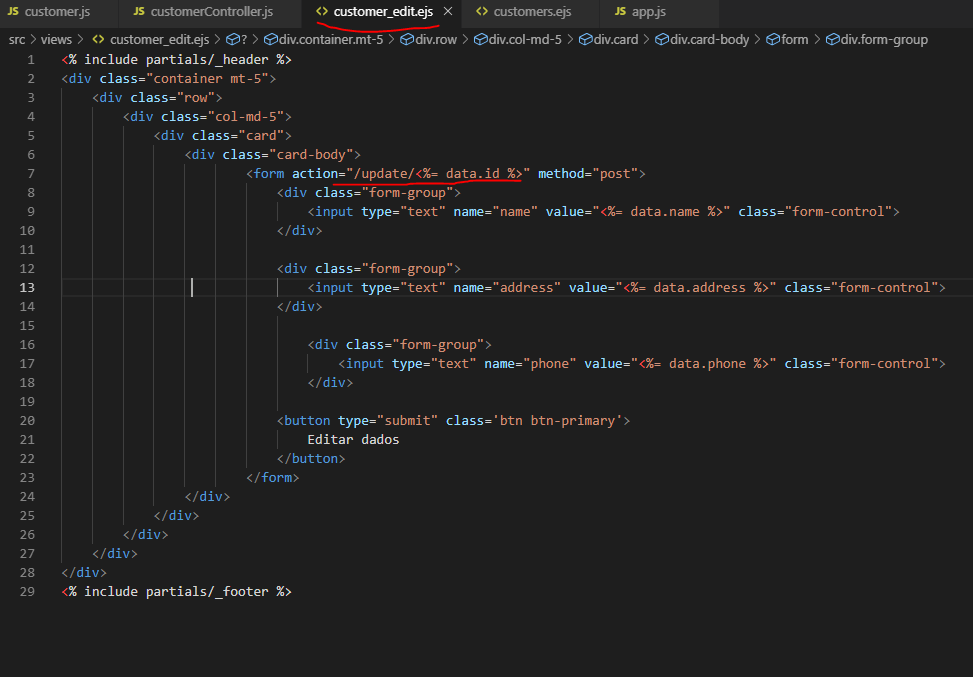 JS customer.js JS customerController.js <> customer_edit.ejs × <> customers.ejs JS app.js
src > views > <> customer_edit.ejs > ? > div.container.mt-5 > div.row > div.col-md-5 > div.card > div.card-body > form > div.form-group
1 <% include partials/_header %>
2 <div class="container mt-5">
3 <div class="row">
4 <div class="col-md-5">
5 <div class="card">
6 <div class="card-body">
7 <form action="/update/<%= data.id %>" method="post">
8 <div class="form-group">
9 <input type="text" name="name" value="<%= data.name %>" class="form-control">
10 </div>
11
12 <div class="form-group">
13 <input type="text" name="address" value="<%= data.address %>" class="form-control">
14 </div>
15
16 <div class="form-group">
17 <input type="text" name="phone" value="<%= data.phone %>" class="form-control">
18 </div>
19
20 <button type="submit" class='btn btn-primary'>
21 Editar dados
22 </button>
23 </form>
24 </div>
25 </div>
26 </div>
27 </div>
28 </div>
29 <% include partials/_footer %>